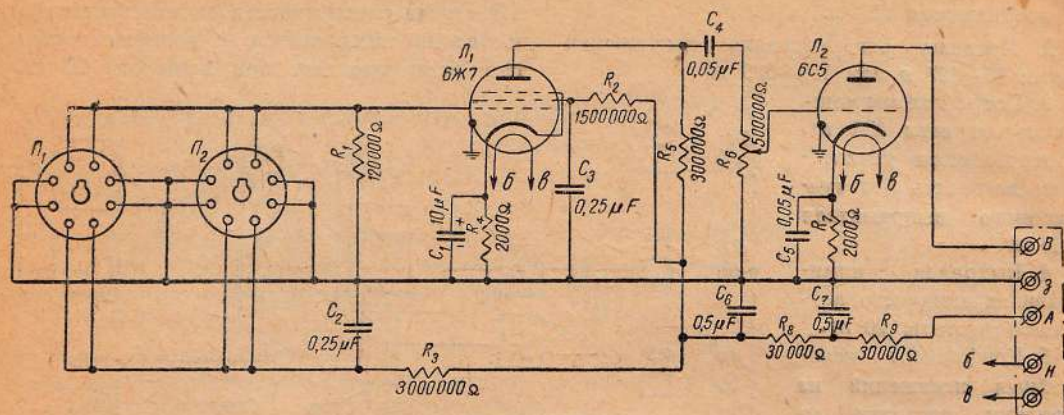 Л₁
6Ж7
C₄
0,05µF
Л₂
6C5
R₂
1500000Ω
П₁
П₂
R₁
120000Ω
R₅
300000Ω
R₆
500000Ω
б
в
C₃
0,25µF
C₁
10µF
+
−
R₄
2000Ω
б
в
C₅
0,05µF
R₇
2000Ω
В
З
А
б
Н
в
C₂
0,25µF
C₆
0,5µF
C₇
0,5µF
R₈
30000Ω
R₉
30000Ω
R₃
3000000Ω